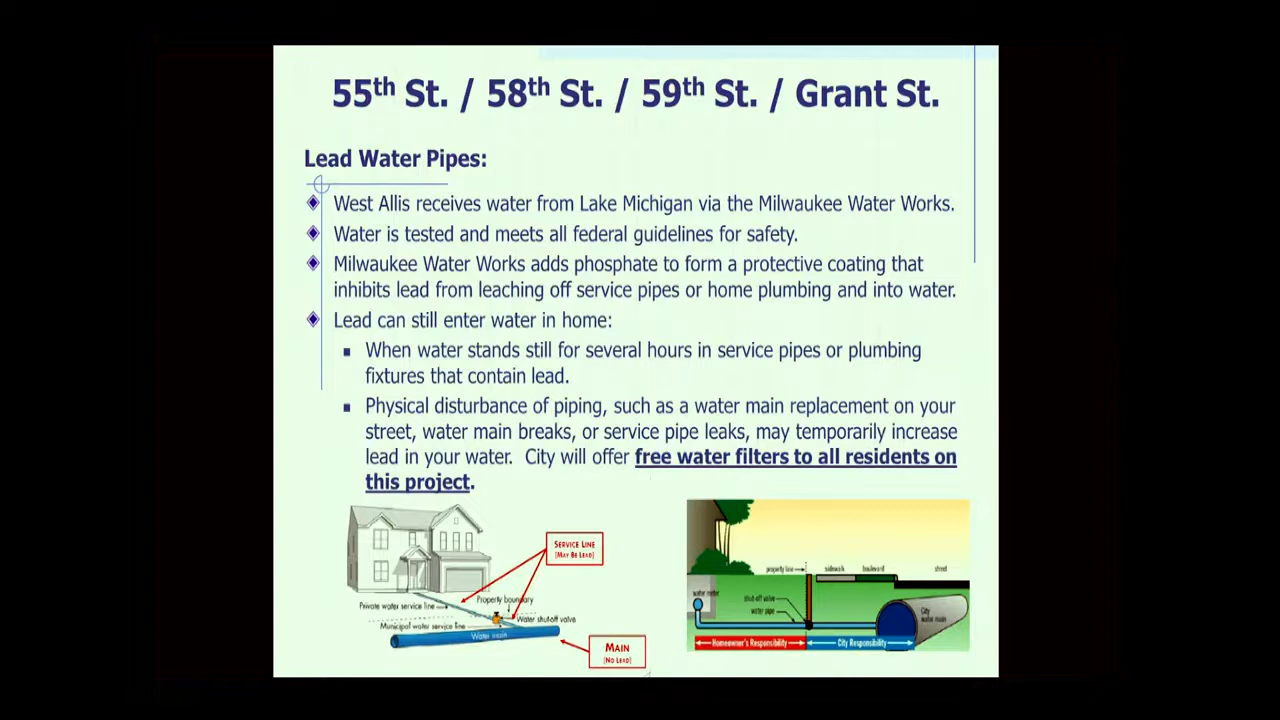 55th St. / 58th St. / 59th St. / Grant St.
Lead Water Pipes:
West Allis receives water from Lake Michigan via the Milwaukee Water Works.
Water is tested and meets all federal guidelines for safety.
Milwaukee Water Works adds phosphate to form a protective coating that
inhibits lead from leaching off service pipes or home plumbing and into water.
Lead can still enter water in home:
When water stands still for several hours in service pipes or plumbing
fixtures that contain lead.
Physical disturbance of piping, such as a water main replacement on your
street, water main breaks, or service pipe leaks, may temporarily increase
lead in your water. City will offer free water filters to all residents on
this project.
SERVICE LINE
[MAY BE LEAD]
Property boundary
Private water service line
Water shutoff valve
Municipal water service line
Water main
MAIN
[NO LEAD]
property line
sidewalk
boulevard
street
water meter
shut-off valve
water pipe
City
water main
Homeowner's Responsibility
City Responsibility